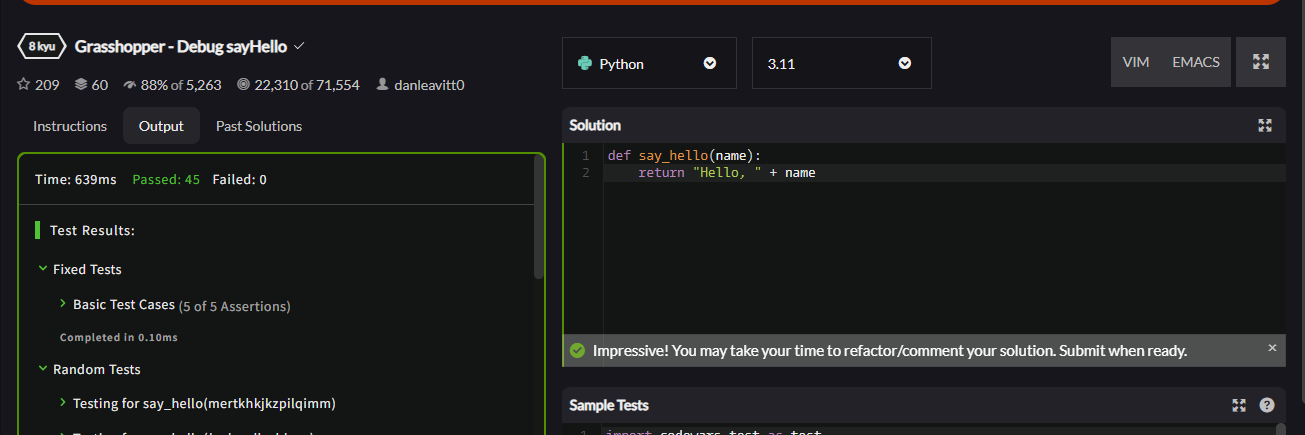 8 kyu Grasshopper - Debug sayHello
209 60 88% of 5,263 22,310 of 71,554 danleavitt0
Instructions Output Past Solutions
Time: 639ms Passed: 45 Failed: 0
Test Results:
Fixed Tests
Basic Test Cases (5 of 5 Assertions)
Completed in 0.10ms
Random Tests
Testing for say_hello(mertkhkjkzpilqimm)
Python 3.11 VIM EMACS
Solution
1 def say_hello(name):
2 return "Hello, " + name
Impressive! You may take your time to refactor/comment your solution. Submit when ready. ×
Sample Tests ?
1 import codewars_test as test